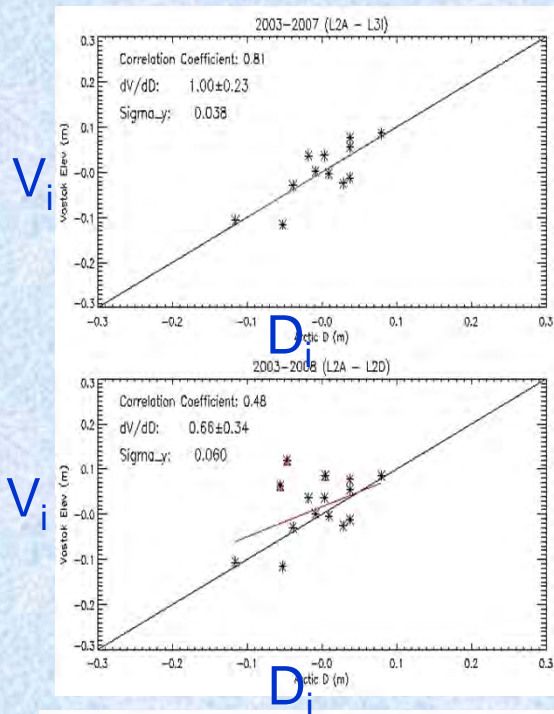 2003-2007 (L2A - L3I)
Correlation Coefficient: 0.81
dV/dD: 1.00±0.23
Sigma_y: 0.038
0.3
0.2
0.1
-0.0
-0.1
-0.2
-0.3
Vostok Elev (m)
Vi
-0.3 -0.2 -0.1 -0.0 0.1 0.2 0.3
Arctic D (m)
Di
2003-2008 (L2A - L2D)
Correlation Coefficient: 0.48
dV/dD: 0.66±0.34
Sigma_y: 0.060
0.3
0.2
0.1
-0.0
-0.1
-0.2
-0.3
Vostok Elev (m)
Vi
-0.3 -0.2 -0.1 -0.0 0.1 0.2 0.3
Arctic D (m)
Di